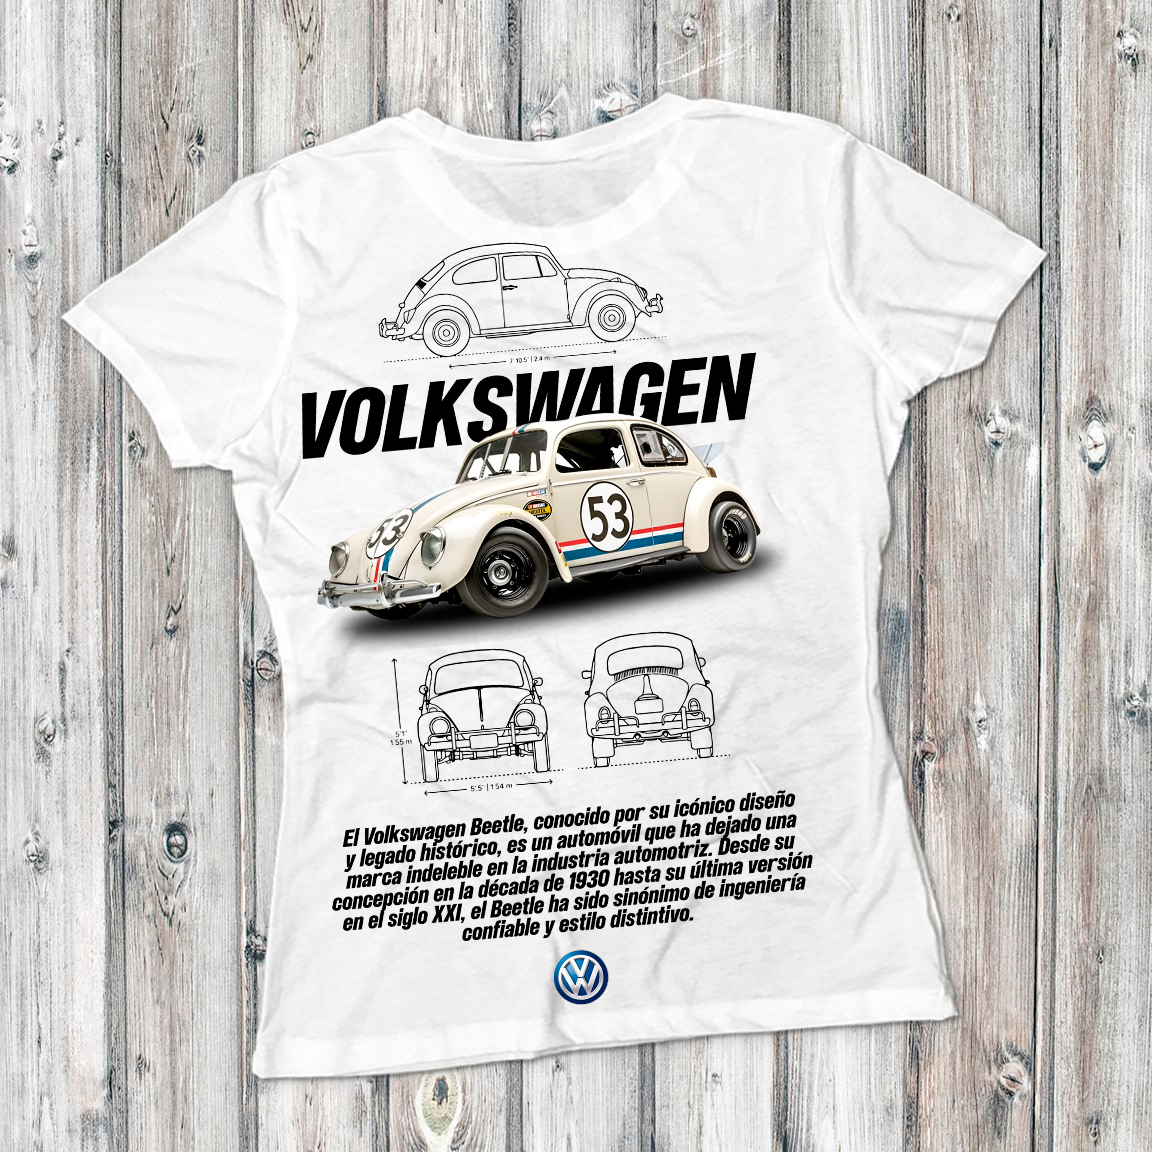 7' 10.5" | 2.4 m
VOLKSWAGEN
53
53
NASCAR
5'1"
1.55 m
5'5" | 1.54 m
El Volkswagen Beetle, conocido por su icónico diseño
y legado histórico, es un automóvil que ha dejado una
marca indeleble en la industria automotriz. Desde su
concepción en la década de 1930 hasta su última versión
en el siglo XXI, el Beetle ha sido sinónimo de ingeniería
confiable y estilo distintivo.
VW